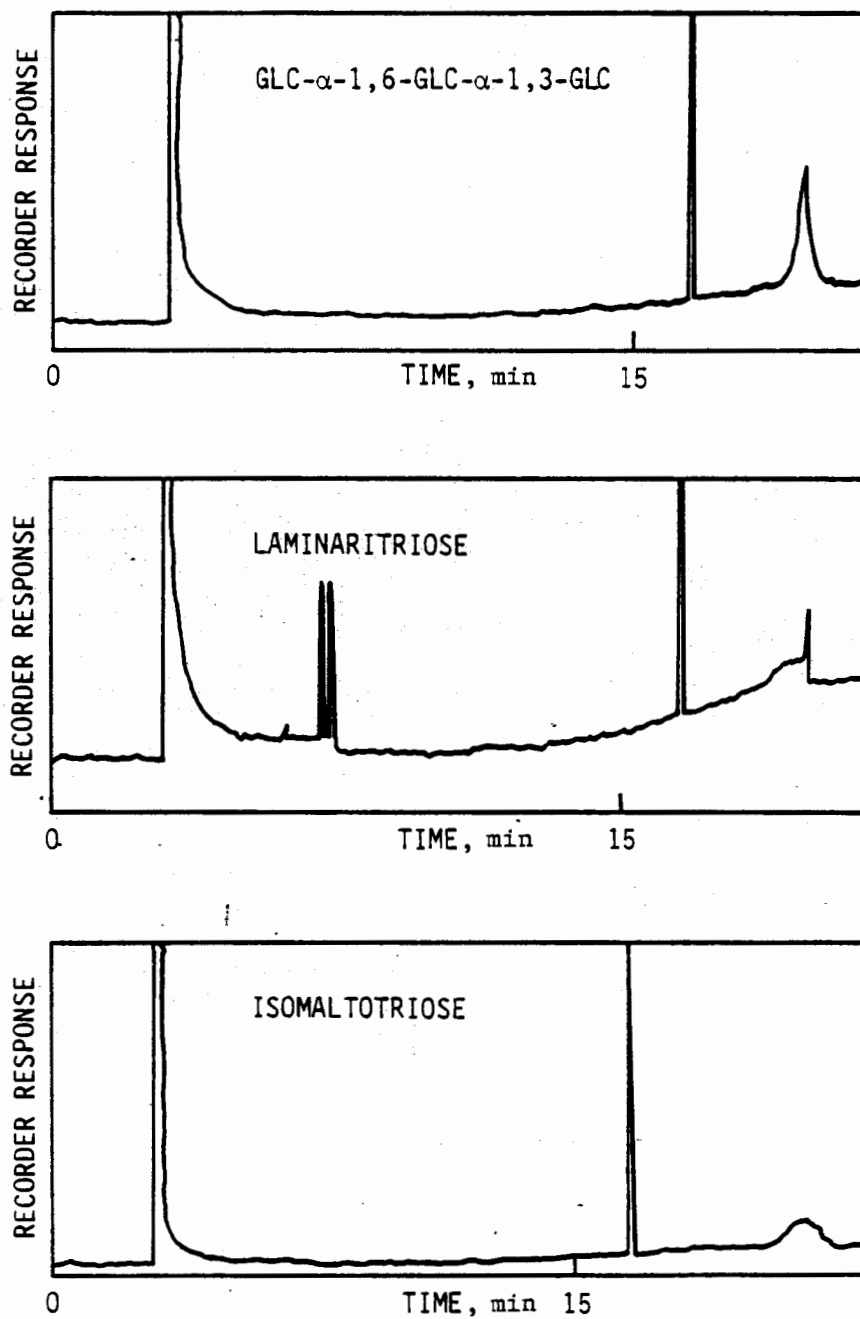 RECORDER RESPONSE
GLC-α-1,6-GLC-α-1,3-GLC
0
TIME, min
15
RECORDER RESPONSE
LAMINARITRIOSE
0
TIME, min
15
RECORDER RESPONSE
ISOMALTOTRIOSE
0
TIME, min
15